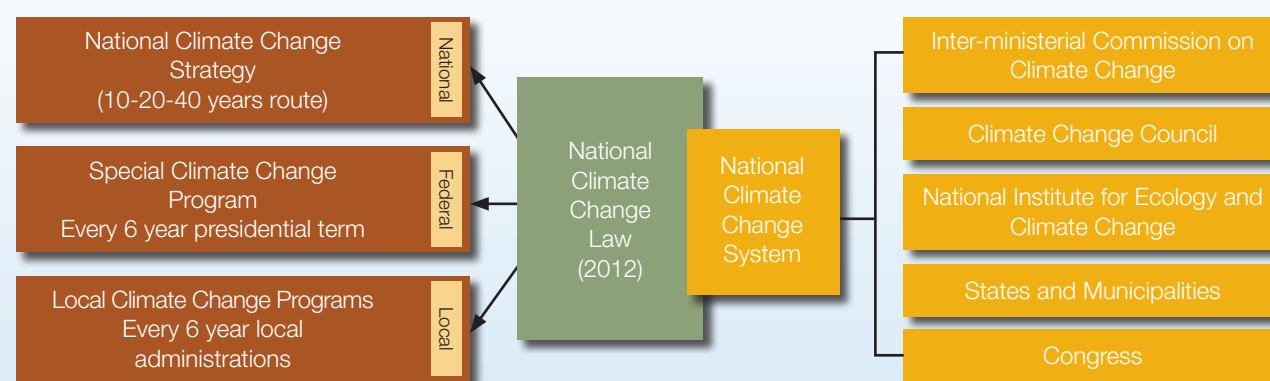 National Climate Change
Strategy
(10-20-40 years route)
National
Special Climate Change
Program
Every 6 year presidential term
Federal
Local Climate Change Programs
Every 6 year local
administrations
Local
National
Climate
Change
Law
(2012)
National
Climate
Change
System
Inter-ministerial Commission on
Climate Change
Climate Change Council
National Institute for Ecology and
Climate Change
States and Municipalities
Congress